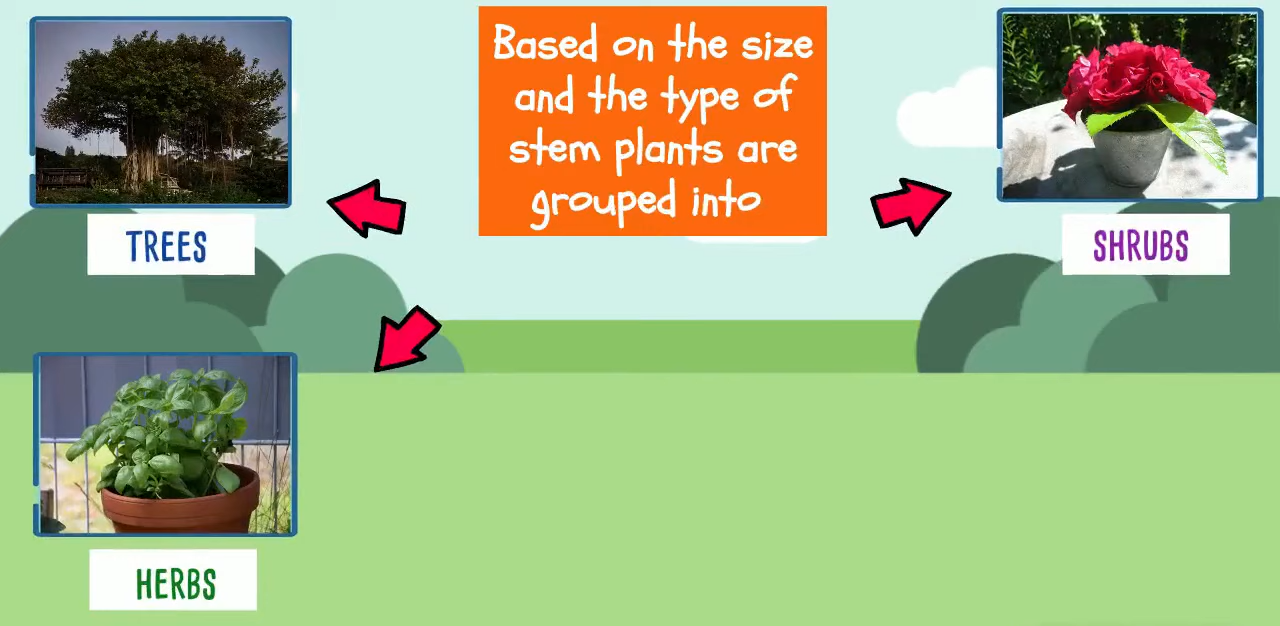 Based on the size
and the type of
stem plants are
grouped into
TREES
SHRUBS
HERBS